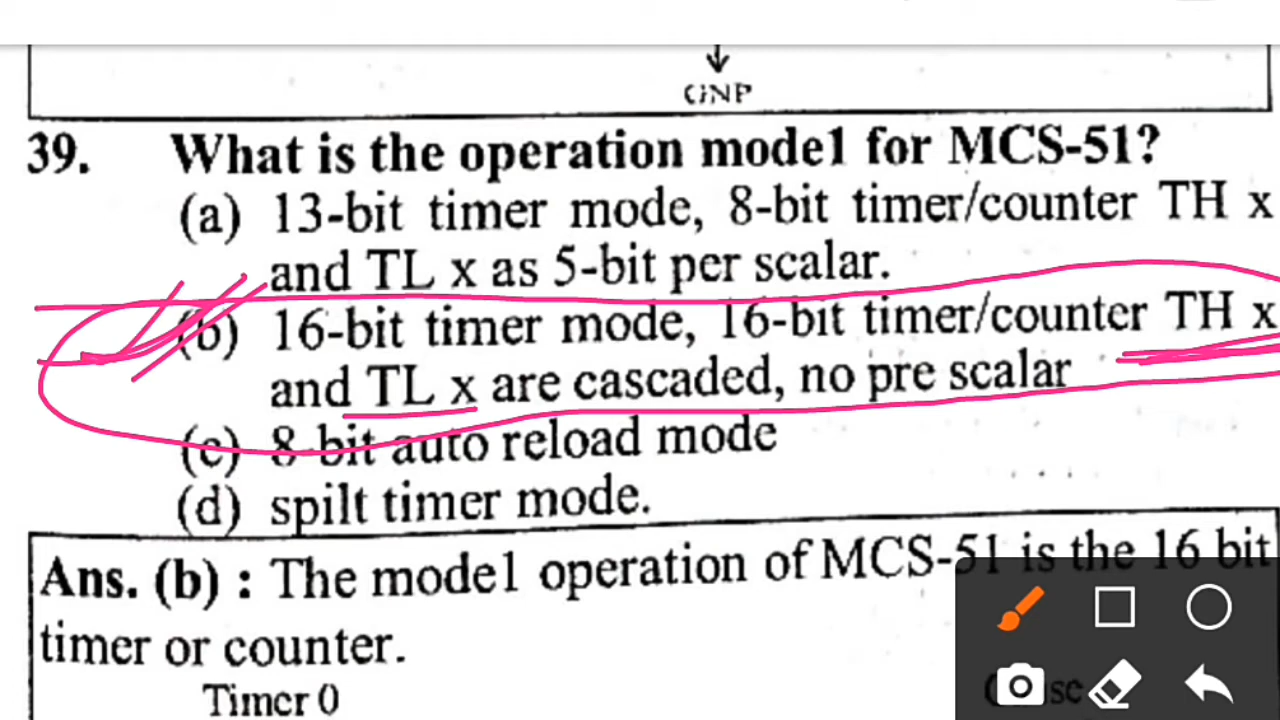 GNP
39. What is the operation model for MCS-51?
(a) 13-bit timer mode, 8-bit timer/counter TH x
and TL x as 5-bit per scalar.
(b) 16-bit timer mode, 16-bit timer/counter TH x
and TL x are cascaded, no pre scalar
(c) 8-bit auto reload mode
(d) spilt timer mode.
Ans. (b) : The model operation of MCS-51 is the 16 bit
timer or counter.
Timer 0